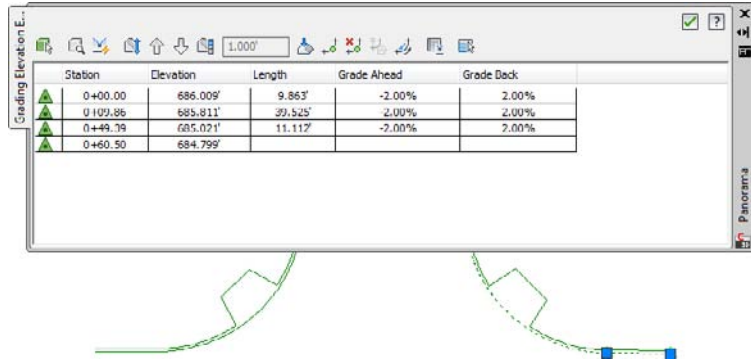 Grading Elevation E...
1.000'
Station Elevation Length Grade Ahead Grade Back
0+00.00 686.009' 9.863' -2.00% 2.00%
0+09.86 685.811' 39.525' -2.00% 2.00%
0+49.39 685.021' 11.112' -2.00% 2.00%
0+60.50 684.799'
Panorama